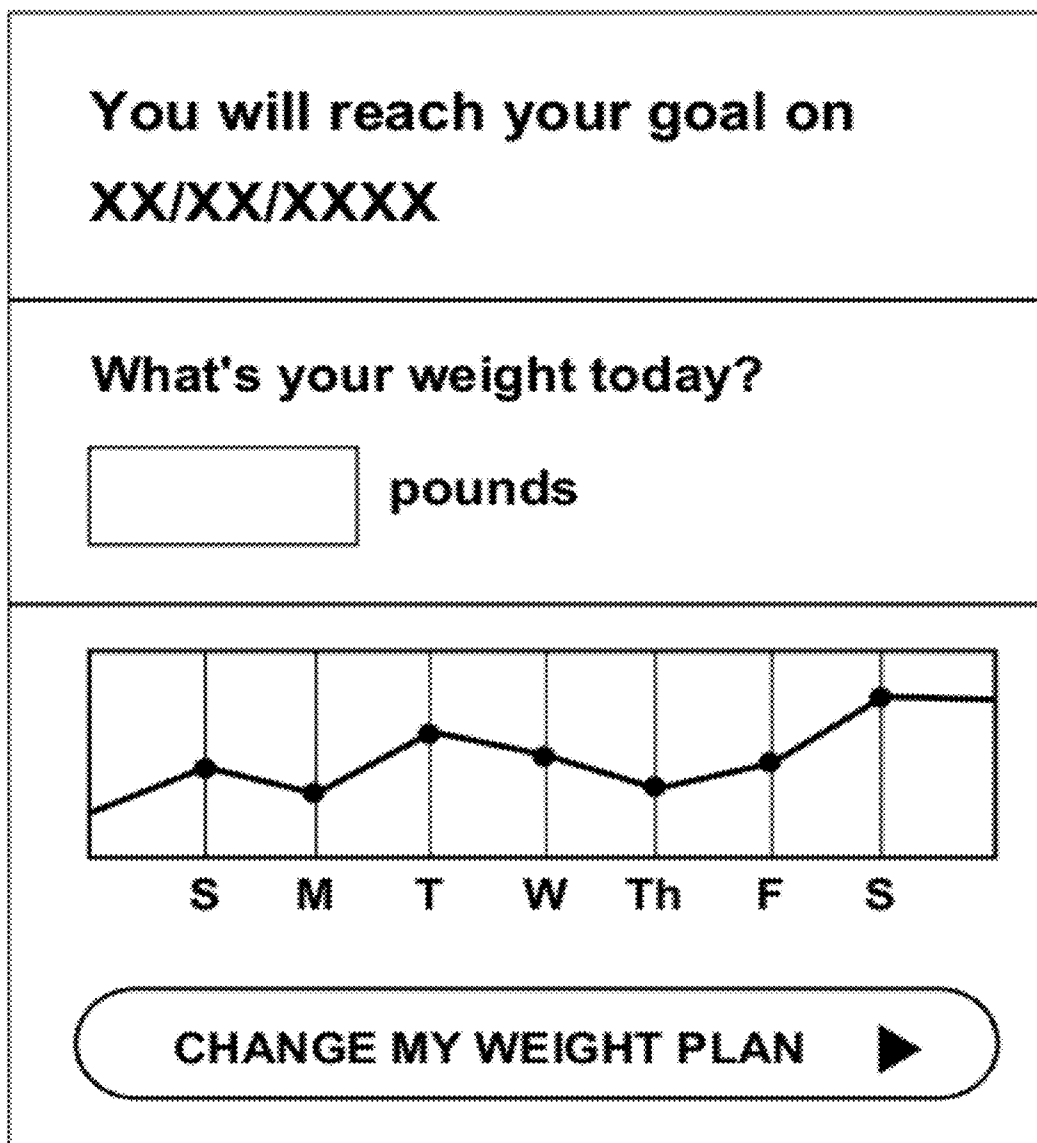 You will reach your goal on
XX/XX/XXXX
What's your weight today?
pounds
S M T W Th F S
CHANGE MY WEIGHT PLAN